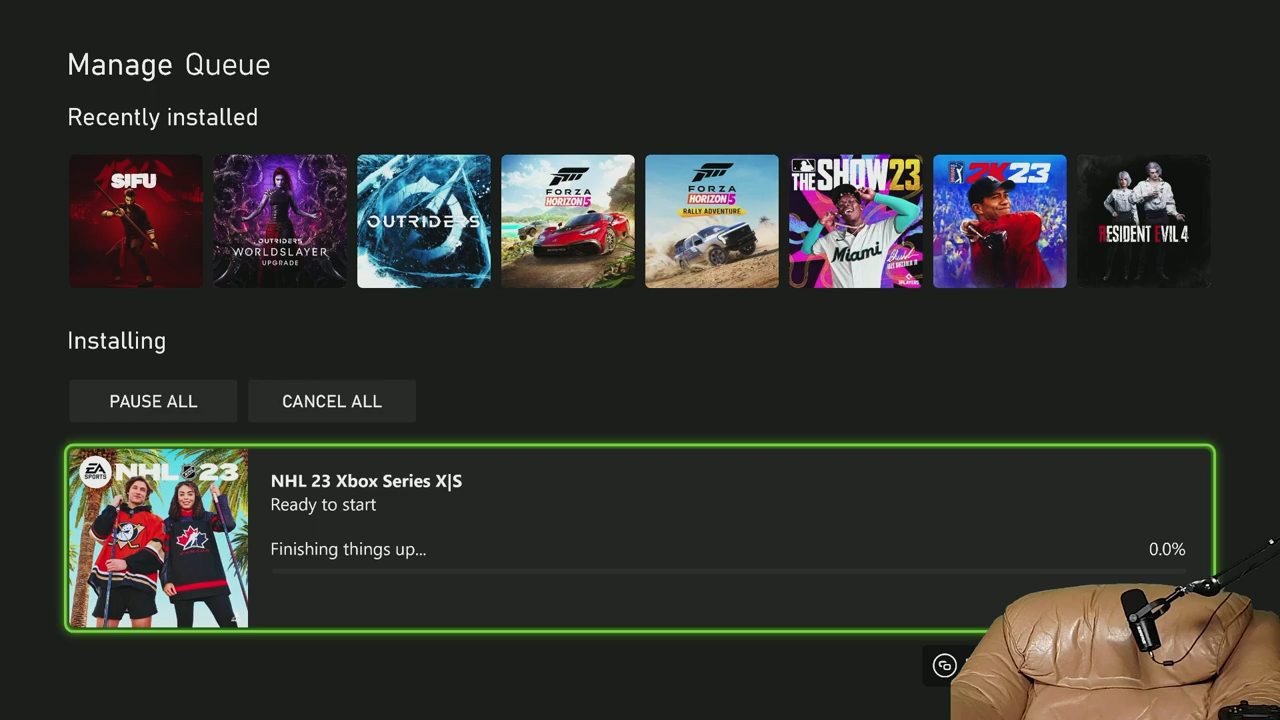 Manage Queue
Recently installed
SIFU
OUTRIDERS
WORLDSLAYER
UPGRADE
OUTRIDERS
FORZA
HORIZON 5
FORZA
HORIZON 5
RALLY ADVENTURE
THE SHOW 23
Miami
2K23
RESIDENT EVIL 4
Installing
PAUSE ALL
CANCEL ALL
EA
SPORTS
NHL 23
NHL 23 Xbox Series X|S
Ready to start
Finishing things up...
0.0%